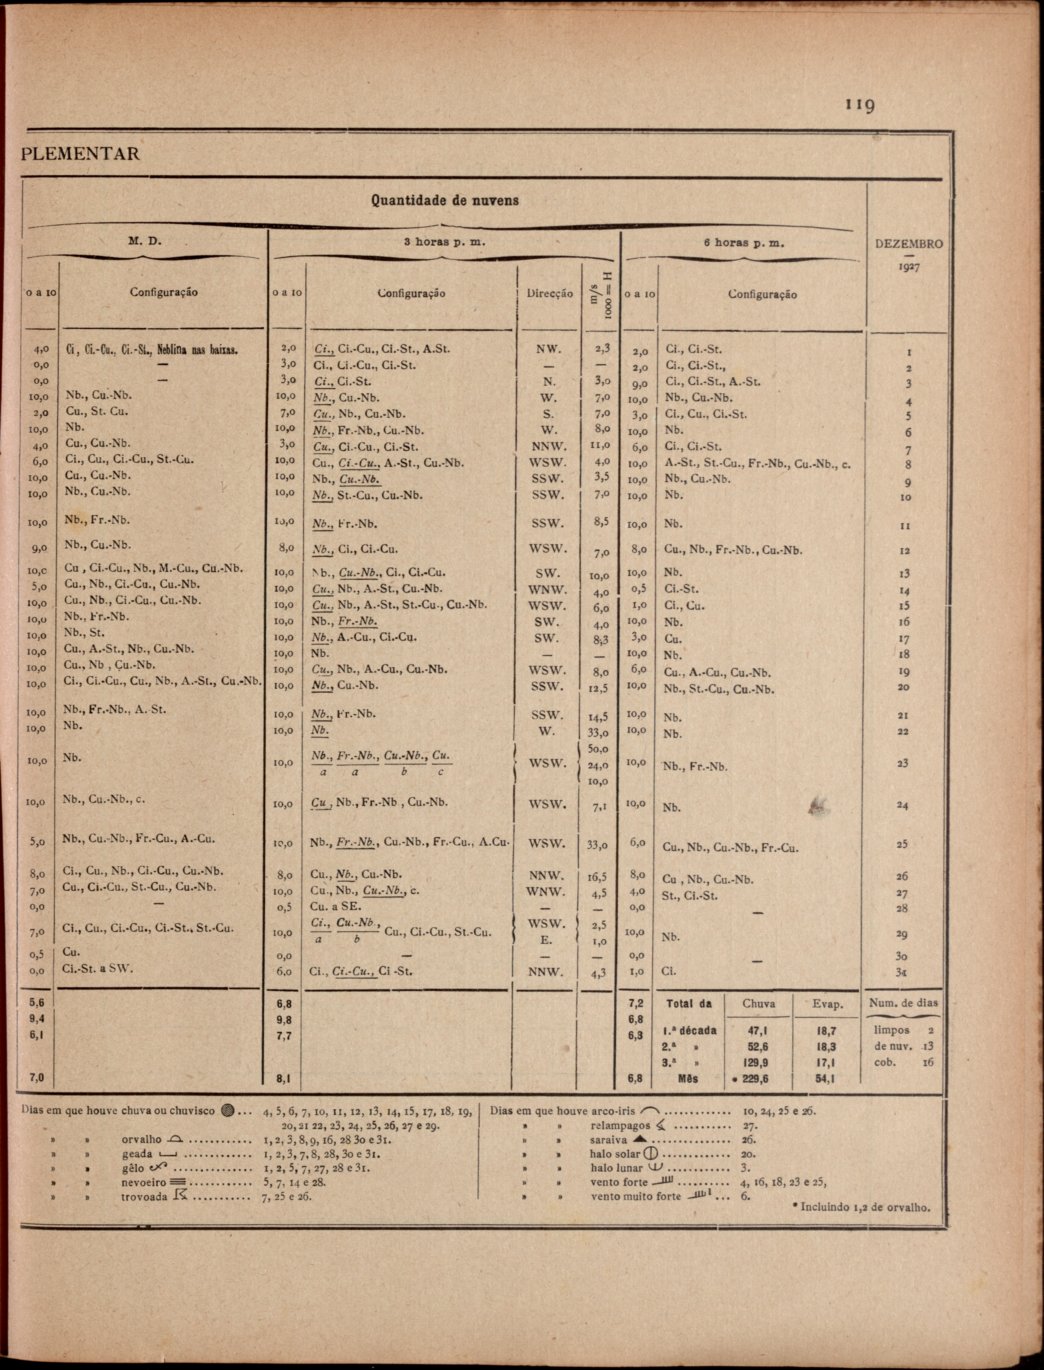 119
PLEMENTAR
Quantidade de nuvens
M. D. 3 horas p. m. 6 horas p. m. DEZEMBRO
1927
0 a 10 Configuração 0 a 10 Configuração Direcção m/s 1000 = H 0 a 10 Configuração
4,0 Ci, Ci.-Cu., Ci.-St., Neblina nas baixas. 2,0 Ci., Ci.-Cu., Ci.-St., A.St. NW. 2,3 2,0 Ci., Ci.-St. 1
0,0 — 3,0 Ci., Ci.-Cu., Ci.-St. — — 2,0 Ci., Ci.-St., 2
0,0 — 3,0 Ci., Ci.-St. N. 3,0 9,0 Ci., Ci.-St., A.-St. 3
10,0 Nb., Cu.-Nb. 10,0 Nb., Cu.-Nb. W. 7,0 10,0 Nb., Cu.-Nb. 4
2,0 Cu., St. Cu. 7,0 Cu., Nb., Cu.-Nb. S. 7,0 3,0 Ci., Cu., Ci.-St. 5
10,0 Nb. 10,0 Nb., Fr.-Nb., Cu.-Nb. W. 8,0 10,0 Nb. 6
4,0 Cu., Cu.-Nb. 3,0 Cu., Ci.-Cu., Ci.-St. NNW. 11,0 6,0 Ci., Ci.-St. 7
6,0 Ci., Cu., Ci.-Cu., St.-Cu. 10,0 Cu., Ci.-Cu., A.-St., Cu.-Nb. WSW. 4,0 10,0 A.-St., St.-Cu., Fr.-Nb., Cu.-Nb., c. 8
10,0 Cu., Cu.-Nb. 10,0 Nb., Cu.-Nb. SSW. 3,5 10,0 Nb., Cu.-Nb. 9
10,0 Nb., Cu.-Nb. 10,0 Nb., St.-Cu., Cu.-Nb. SSW. 7,0 10,0 Nb. 10
10,0 Nb., Fr.-Nb. 10,0 Nb., Fr.-Nb. SSW. 8,5 10,0 Nb. 11
9,0 Nb., Cu.-Nb. 8,0 Nb., Ci., Ci.-Cu. WSW. 7,0 8,0 Cu., Nb., Fr.-Nb., Cu.-Nb. 12
10,0 Cu , Ci.-Cu., Nb., M.-Cu., Cu.-Nb. 10,0 Nb., Cu.-Nb., Ci., Ci.-Cu. SW. 10,0 10,0 Nb. 13
5,0 Cu., Nb., Ci.-Cu., Cu.-Nb. 10,0 Cu., Nb., A.-St., Cu.-Nb. WNW. 4,0 0,5 Ci.-St. 14
10,0 Cu., Nb., Ci.-Cu., Cu.-Nb. 10,0 Cu., Nb., A.-St., St.-Cu., Cu.-Nb. WSW. 6,0 1,0 Ci., Cu. 15
10,0 Nb., Fr.-Nb. 10,0 Nb., Fr.-Nb. SW. 4,0 10,0 Nb. 16
10,0 Nb., St. 10,0 Nb., A.-Cu., Ci.-Cu. SW. 8,3 3,0 Cu. 17
10,0 Cu., A.-St., Nb., Cu.-Nb. 10,0 Nb. — — 10,0 Nb. 18
10,0 Cu., Nb , Cu.-Nb. 10,0 Cu., Nb., A.-Cu., Cu.-Nb. WSW. 8,0 6,0 Cu., A.-Cu., Cu.-Nb. 19
10,0 Ci., Ci.-Cu., Cu., Nb., A.-St., Cu.-Nb. 10,0 Nb., Cu.-Nb. SSW. 12,5 10,0 Nb., St.-Cu., Cu.-Nb. 20
10,0 Nb., Fr.-Nb., A. St. 10,0 Nb., Fr.-Nb. SSW. 14,5 10,0 Nb. 21
10,0 Nb. 10,0 Nb. W. 33,0 10,0 Nb. 22
50,0
10,0 Nb. 10,0 Nb., Fr.-Nb., Cu.-Nb., Cu. WSW. 24,0 10,0 Nb., Fr.-Nb. 23
a a b c 10,0
10,0 Nb., Cu.-Nb., c. 10,0 Cu., Nb., Fr.-Nb , Cu.-Nb. WSW. 7,1 10,0 Nb. 24
5,0 Nb., Cu.-Nb., Fr.-Cu., A.-Cu. 10,0 Nb., Fr.-Nb., Cu.-Nb., Fr.-Cu., A.Cu. WSW. 33,0 6,0 Cu., Nb., Cu.-Nb., Fr.-Cu. 25
8,0 Ci., Cu., Nb., Ci.-Cu., Cu.-Nb. 8,0 Cu., Nb., Cu.-Nb. NNW. 16,5 8,0 Cu , Nb., Cu.-Nb. 26
7,0 Cu., Ci.-Cu., St.-Cu., Cu.-Nb. 10,0 Cu., Nb., Cu.-Nb., c. WNW. 4,5 4,0 St., Ci.-St. 27
0,0 — 0,5 Cu. a SE. — — 0,0 — 28
7,0 Ci., Cu., Ci.-Cu., Ci.-St., St.-Cu. 10,0 Ci., Cu.-Nb., Cu., Ci.-Cu., St.-Cu. WSW. 2,5 10,0 Nb. 29
a b E. 1,0
0,5 Cu. 0,0 — — — 0,0 — 30
0,0 Ci.-St. a SW. 6,0 Ci., Ci.-Cu., Ci -St. NNW. 4,3 1,0 Ci. 31
5,6 6,8 7,2 Total da Chuva Evap. Num. de dias
9,4 9,8 6,8
6,1 7,7 6,3 1.ª década 47,1 18,7 limpos 2
2.ª » 52,6 18,3 de nuv. 13
3.ª » 129,9 17,1 cob. 16
7,0 8,1 6,8 Mês * 229,6 54,1
Dias em que houve chuva ou chuvisco ... 4, 5, 6, 7, 10, 11, 12, 13, 14, 15, 17, 18, 19,
20, 21 22, 23, 24, 25, 26, 27 e 29.
» » orvalho ............ 1, 2, 3, 8, 9, 16, 28 30 e 31.
» » geada ............. 1, 2, 3, 7, 8, 28, 30 e 31.
» » gêlo ............... 1, 2, 5, 7, 27, 28 e 31.
» » nevoeiro ............ 5, 7, 14 e 28.
» » trovoada ........... 7, 25 e 26.
Dias em que houve arco-iris ............. 10, 24, 25 e 26.
» » relampagos ........... 27.
» » saraiva ............... 26.
» » halo solar ............. 20.
» » halo lunar ............ 3.
» » vento forte .......... 4, 16, 18, 23 e 25,
» » vento muito forte ... 6.
* Incluindo 1,2 de orvalho.